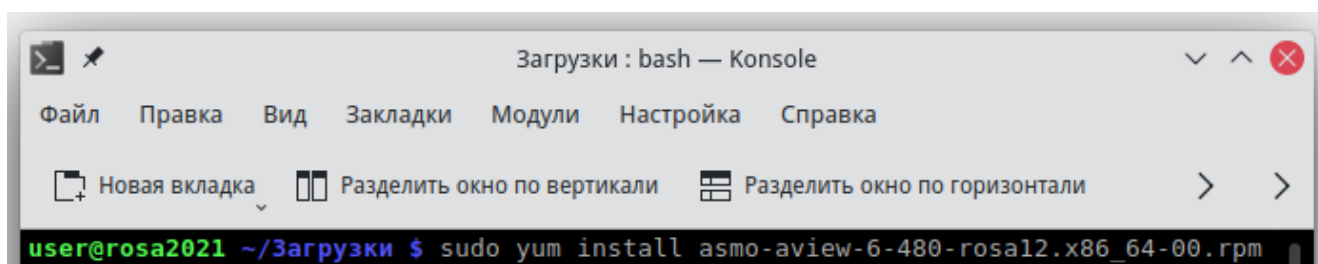 Загрузки : bash — Konsole
Файл Правка Вид Закладки Модули Настройка Справка
Новая вкладка Разделить окно по вертикали Разделить окно по горизонтали
user@rosa2021 ~/Загрузки $ sudo yum install asmo-aview-6-480-rosa12.x86_64-00.rpm